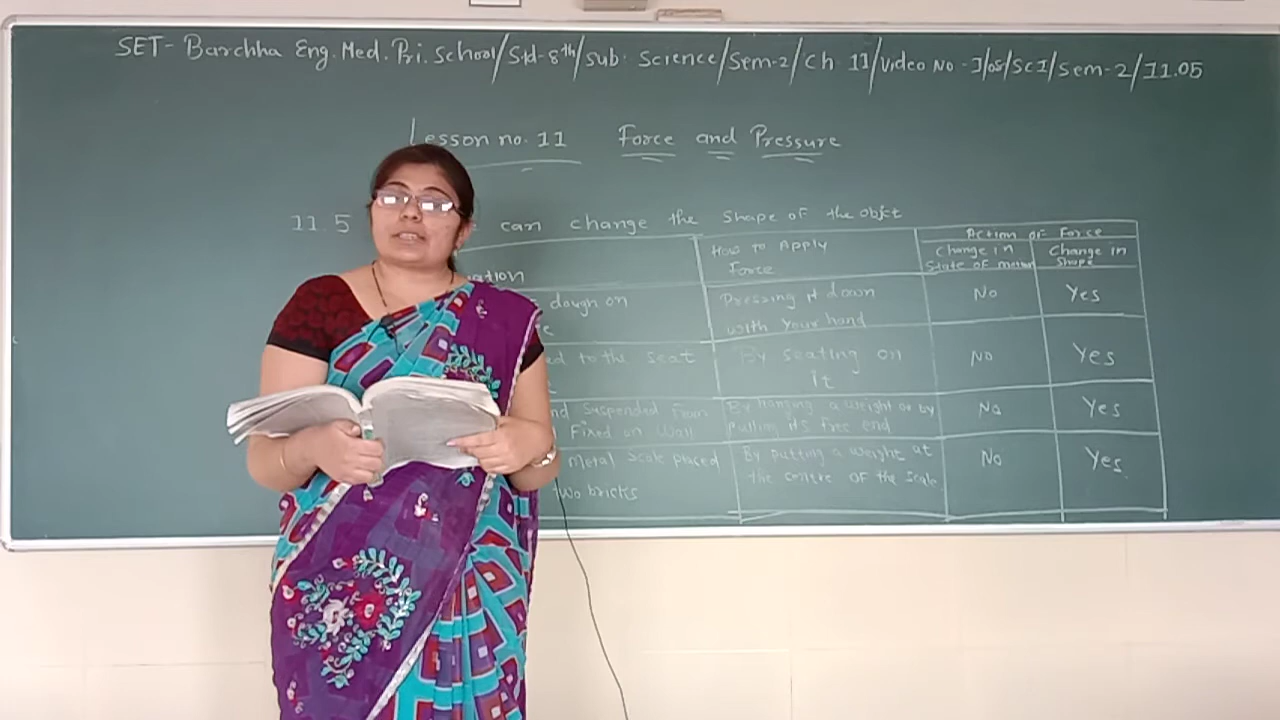 SET- Barchha Eng. Med. Pri. School/Std-8th/Sub: Science/Sem-2/Ch 11/Video No - I/08/SCI/Sem-2/11.05
Lesson no. 11 Force and Pressure
11.5 can change the Shape of the objct
How to Apply Force
Action of Force
Change in State of motion
Change in Shape
dough on
Pressing it down with your hand
No
Yes
to the seat
By seating on it
No
Yes
Suspended From Fixed on Wall
By Hanging a weight or by pulling its free end
No
Yes
Metal Scale placed two bricks
By putting a weight at the centre of the scale
No
Yes